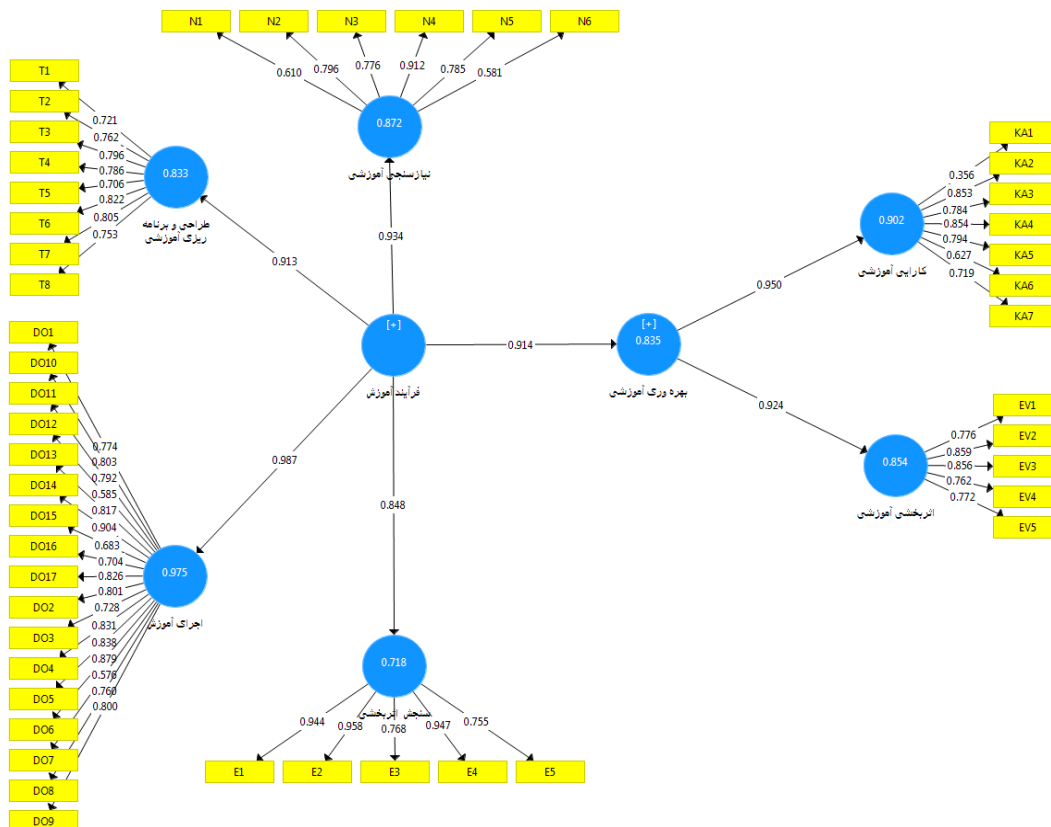 N1
N2
N3
N4
N5
N6
0.610
0.796
0.776
0.912
0.785
0.581
0.872
نیازسنجی آموزشی
0.934
T1
T2
T3
T4
T5
T6
T7
T8
0.721
0.762
0.796
0.786
0.706
0.822
0.805
0.753
0.833
طراحی و برنامه
ریزی آموزشی
0.913
KA1
KA2
KA3
KA4
KA5
KA6
KA7
0.356
0.853
0.784
0.854
0.794
0.627
0.719
0.902
کارایی آموزشی
0.950
[+]
فرآیند آموزش
0.914
[+]
0.835
بهره وری آموزشی
0.924
EV1
EV2
EV3
EV4
EV5
0.776
0.859
0.856
0.762
0.772
0.854
اثربخشی آموزشی
DO1
DO10
DO11
DO12
DO13
DO14
DO15
DO16
DO17
DO2
DO3
DO4
DO5
DO6
DO7
DO8
DO9
0.774
0.803
0.792
0.585
0.817
0.904
0.683
0.704
0.826
0.801
0.728
0.831
0.838
0.879
0.576
0.760
0.800
0.975
اجرای آموزش
0.987
0.848
0.718
سنجش اثربخشی
0.944
0.958
0.768
0.947
0.755
E1
E2
E3
E4
E5